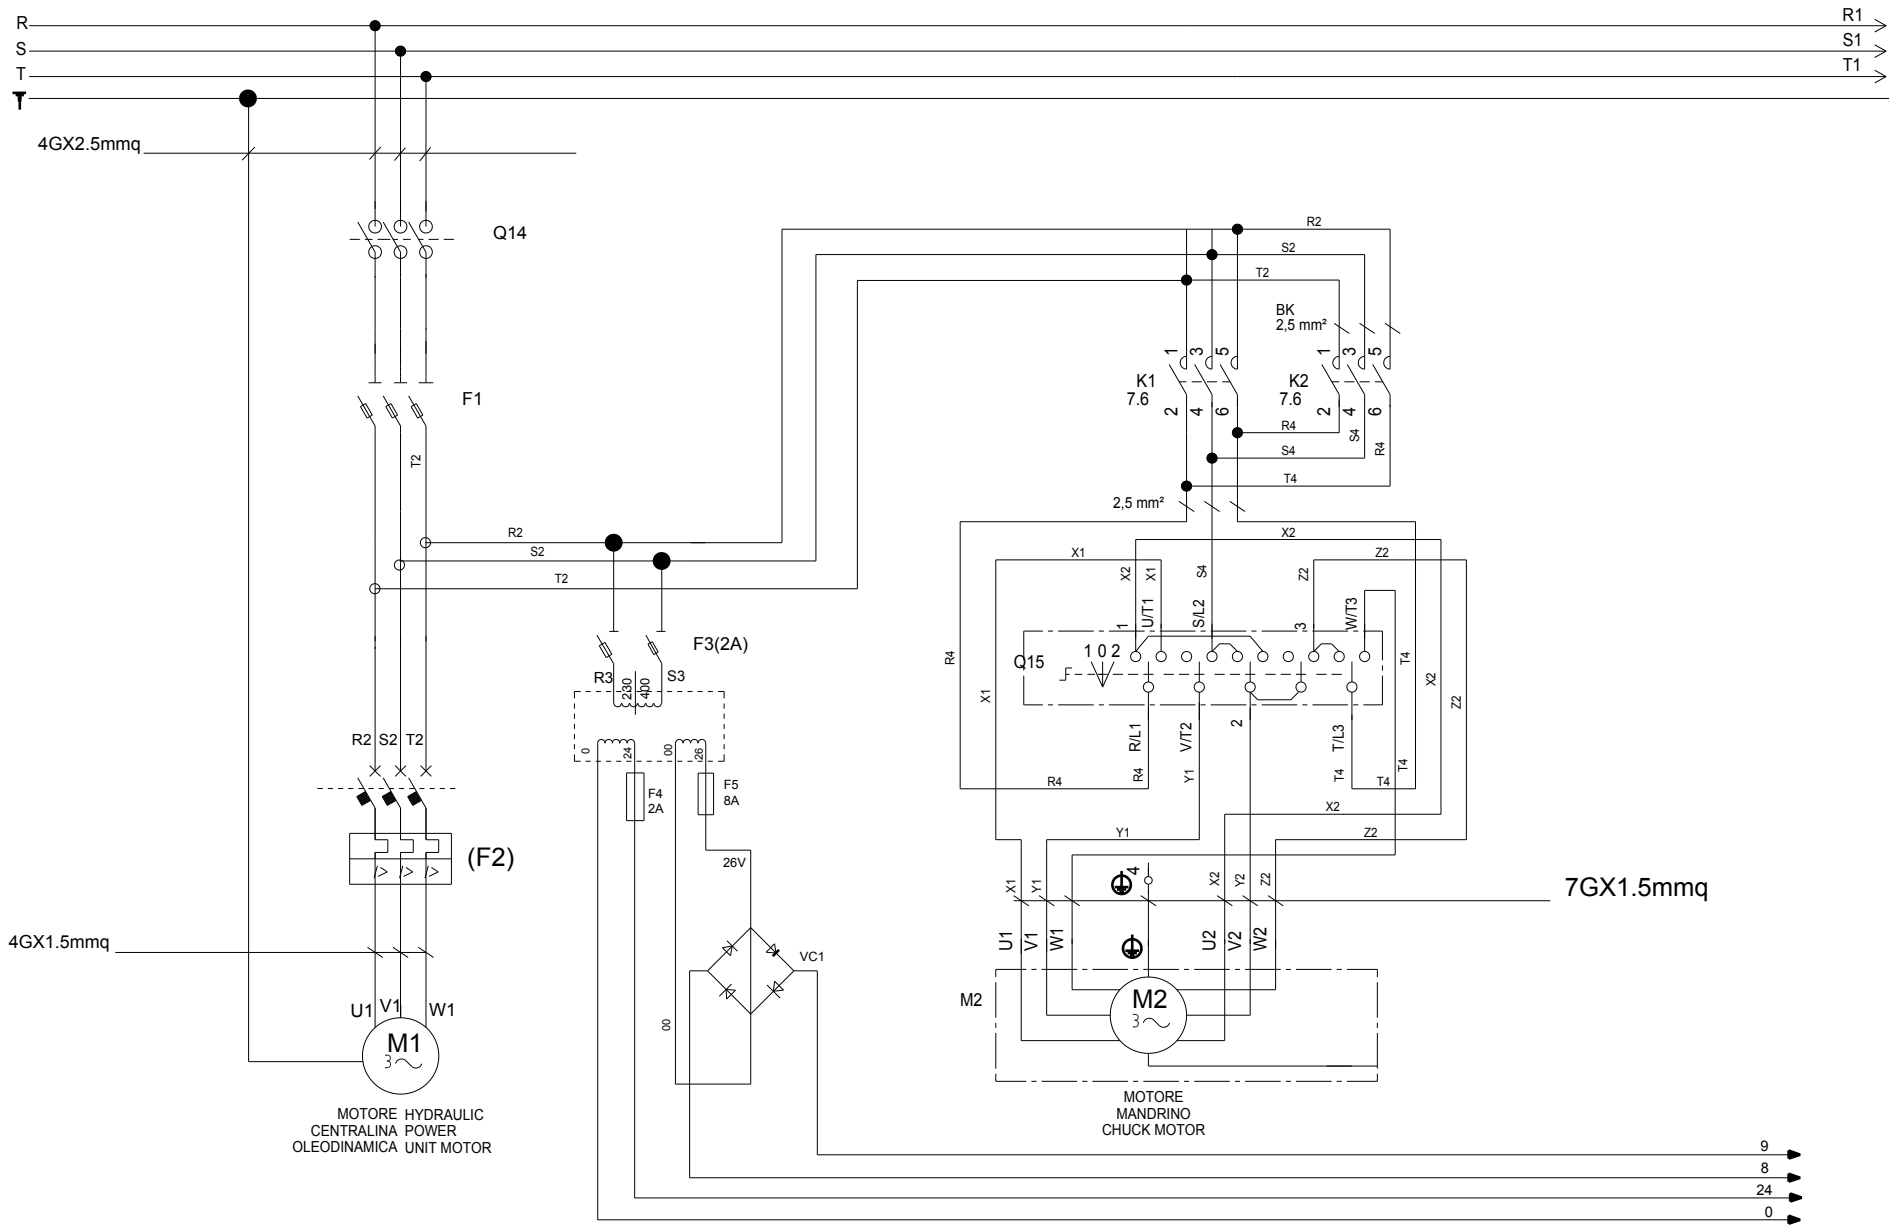 R
R1
S
S1
T
T1
4GX2.5mmq
Q14
R2
S2
T2
BK
2,5 mm²
1
3
5
1
3
5
K1
7.6
K2
7.6
2
4
6
2
4
6
F1
T2
R4
S4
R4
S4
T4
2,5 mm²
R2
S2
T2
X2
X1
Z2
X2
X1
S4
Z2
1
U/T1
S/L2
3
W/T3
F3(2A)
R4
Q15
1 0 2
T4
X2
Z2
X1
R3
230
400
S3
R/L1
V/T2
2
T/L3
R2
S2
T2
0
24
00
26
R4
R4
Y1
T4
T4
T4
F4
2A
F5
8A
X2
Y1
Z2
(F2)
26V
X1
Y1
4
X2
Y2
Z2
7GX1.5mmq
4GX1.5mmq
U1
V1
W1
U2
V2
W2
VC1
00
M2
M2
3
U1
V1
W1
M1
3
MOTORE
CENTRALINA
OLEODINAMICA
HYDRAULIC
POWER
UNIT MOTOR
MOTORE
MANDRINO
CHUCK MOTOR
9
8
24
0